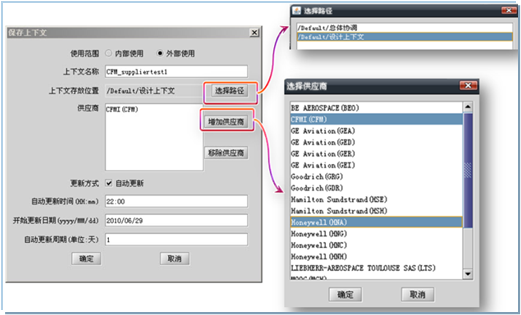 保存上下文
使用范围 内部使用 外部使用
上下文名称 CFM_suppliertest1
上下文存放位置 /Default/设计上下文 选择路径
供应商 CFMI(CFM)
增加供应商
移除供应商
更新方式 自动更新
自动更新时间(HH:mm) 22:00
开始更新日期(yyyy/MM/dd) 2010/06/29
自动更新周期(单位:天) 1
确定 取消
选择路径
/Default/总体协调
/Default/设计上下文
选择供应商
BE AEROSPACE(BEO)
CFMI(CFM)
GE Aviation(GEA)
GE Aviation(GED)
GE Aviation(GER)
GE Aviation(GEI)
Goodrich(GRG)
Goodrich(GDR)
Hamilton Sundstrand(MSE)
Hamilton Sundstrand(MSM)
Honeywell(HNA)
Honeywell(HNG)
Honeywell(HNC)
Honeywell(HNH)
LIEBHERR-AREOSPACE TOULOUSE SAS(LTS)
确定 取消